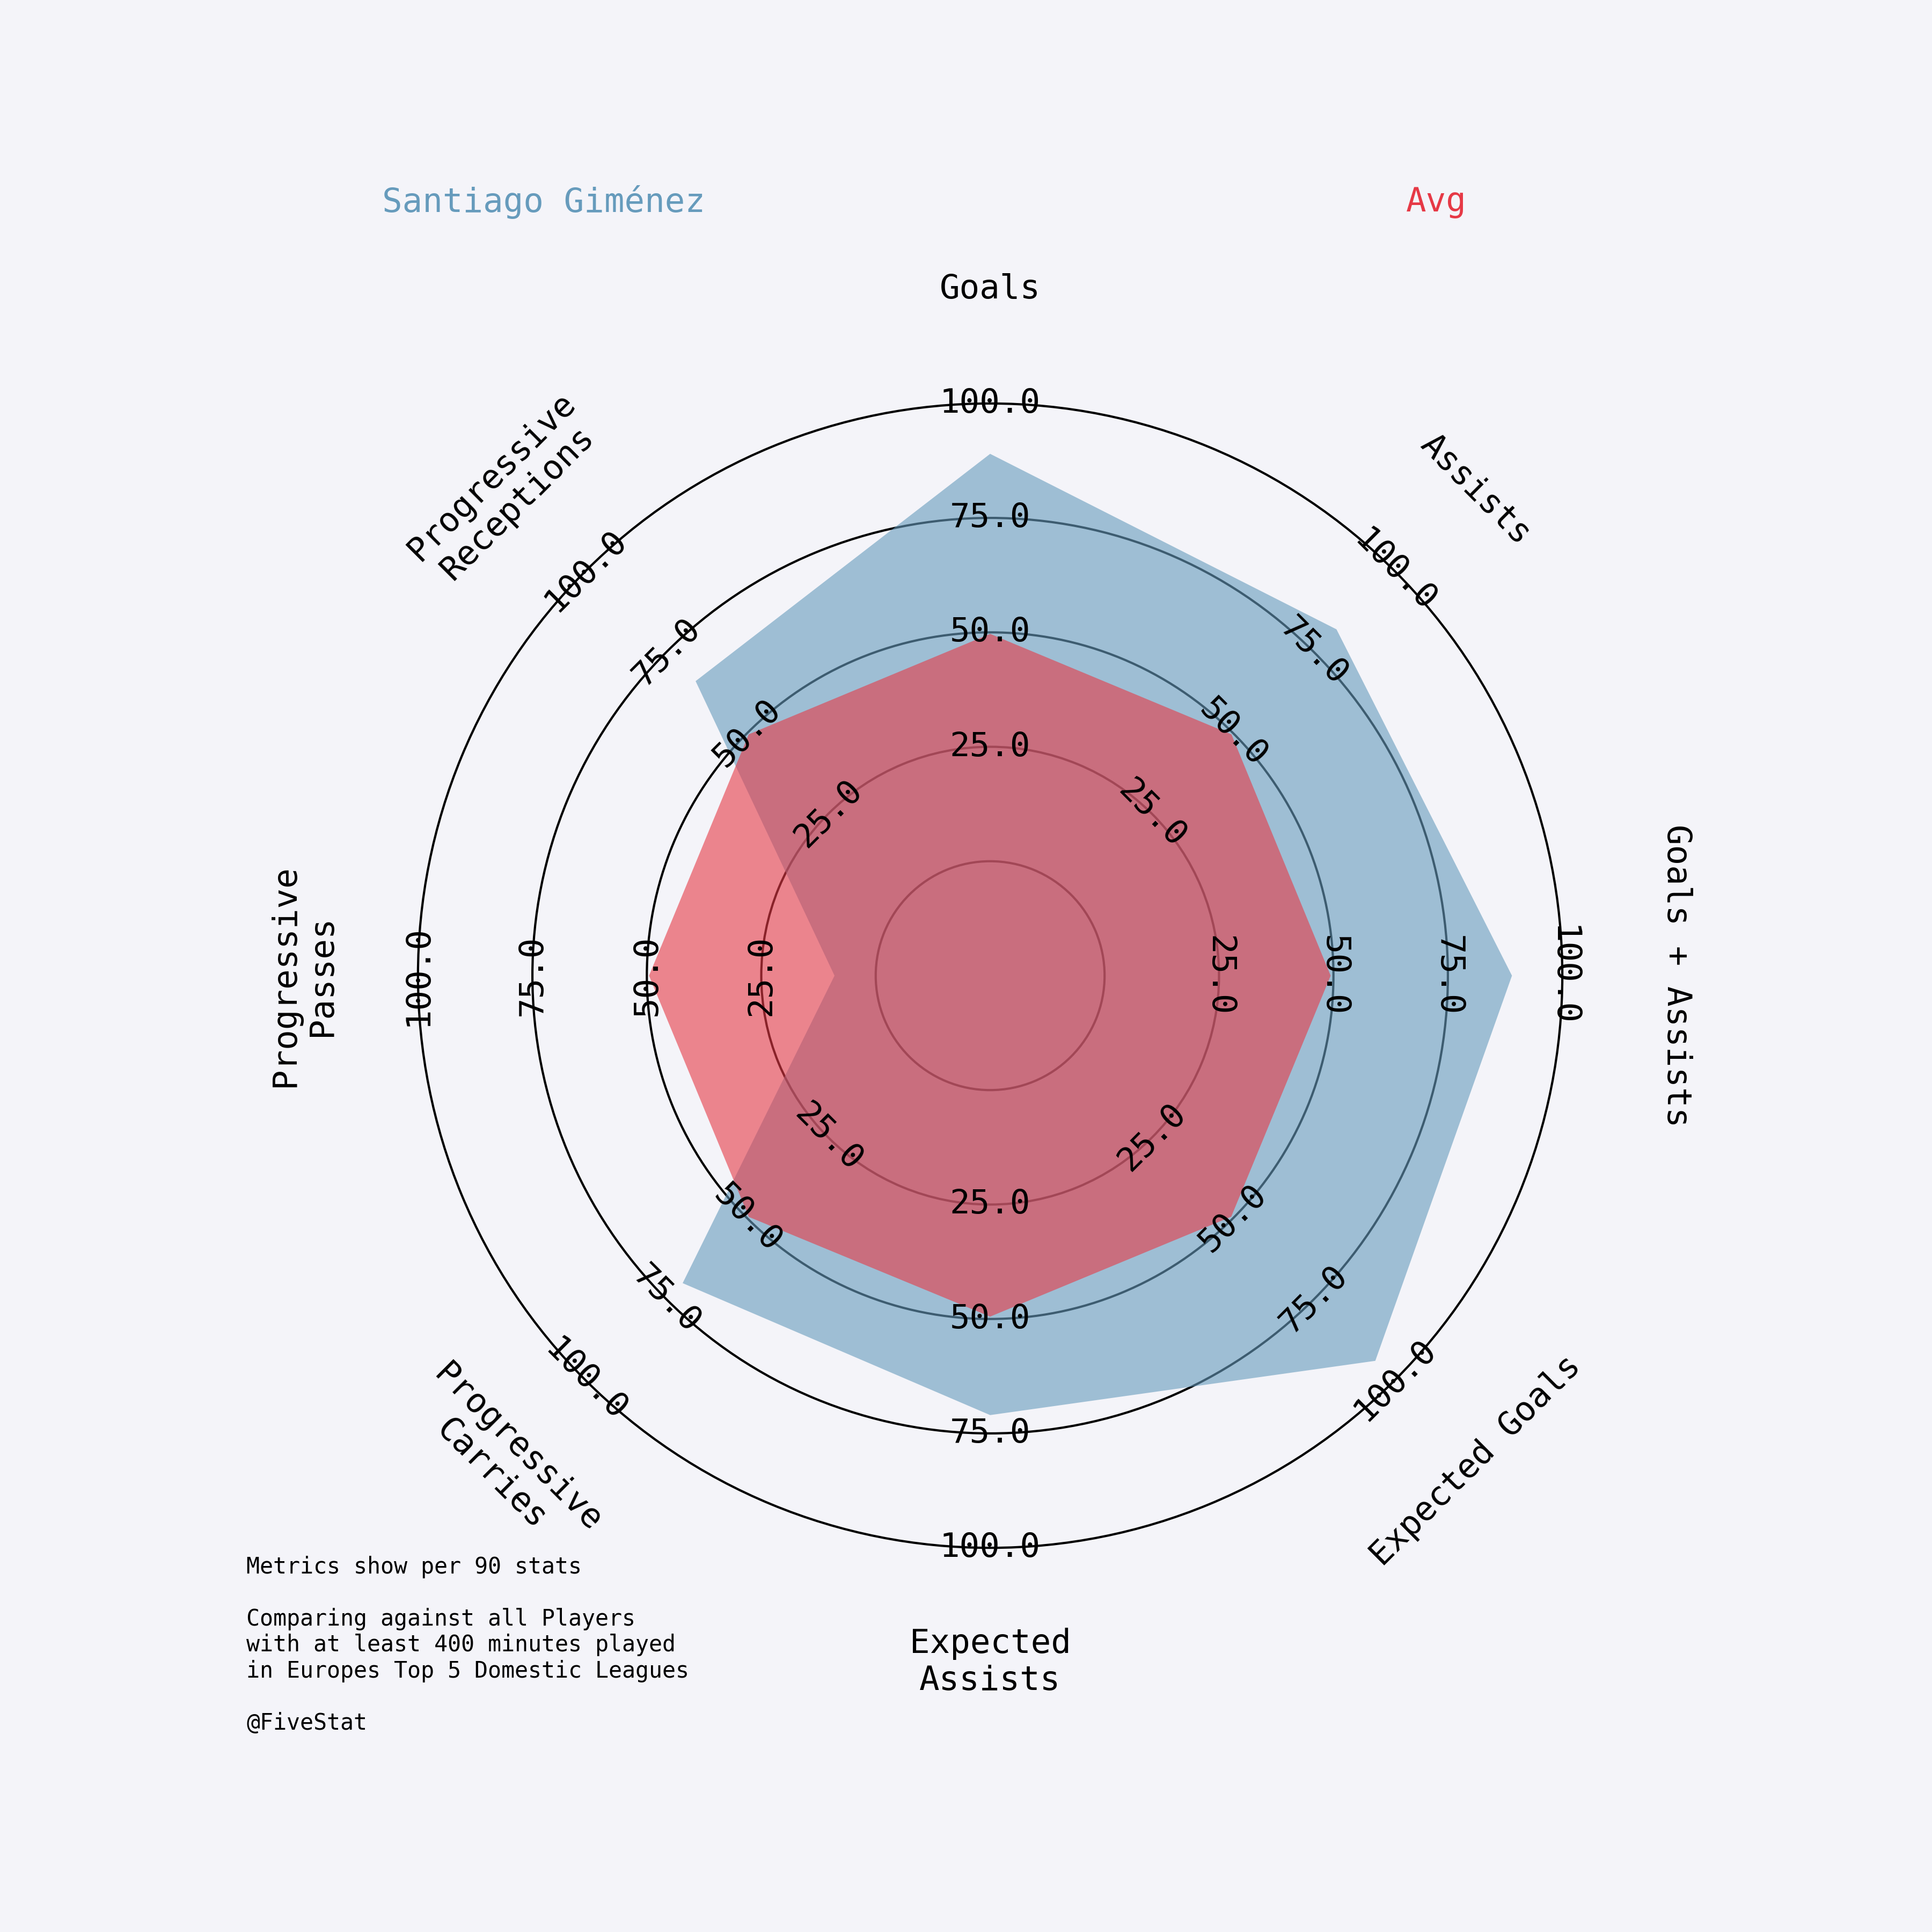 Santiago Giménez
Avg
Goals
Assists
Goals + Assists
Expected Goals
Expected
Assists
Progressive
Carries
Progressive
Passes
Progressive
Receptions
100.0
75.0
50.0
25.0
100.0
75.0
50.0
25.0
100.0
75.0
50.0
25.0
100.0
75.0
50.0
25.0
100.0
75.0
50.0
25.0
100.0
75.0
50.0
25.0
100.0
75.0
50.0
25.0
100.0
75.0
50.0
25.0
Metrics show per 90 stats
Comparing against all Players
with at least 400 minutes played
in Europes Top 5 Domestic Leagues
@FiveStat